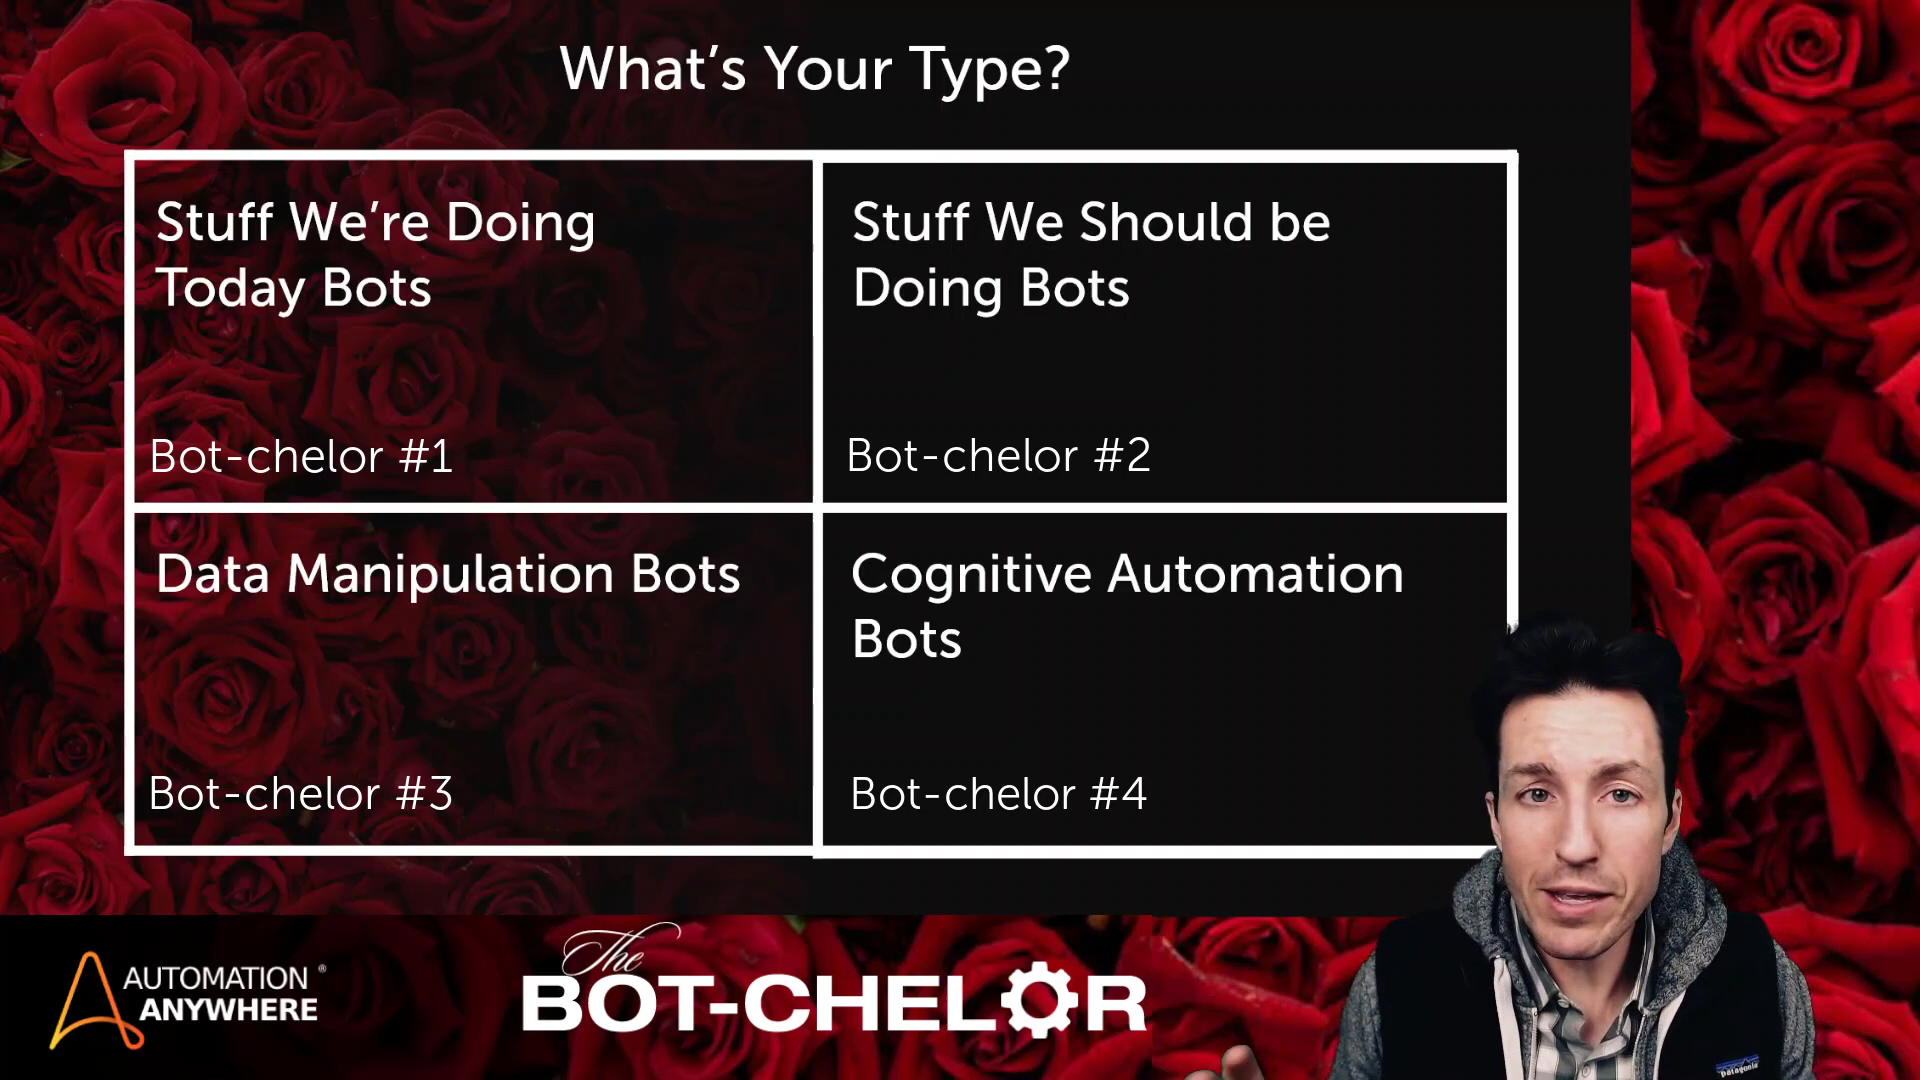 What's Your Type?
Stuff We're Doing
Today Bots
Bot-chelor #1
Stuff We Should be
Doing Bots
Bot-chelor #2
Data Manipulation Bots
Bot-chelor #3
Cognitive Automation
Bots
Bot-chelor #4
AUTOMATION ®
ANYWHERE
The
BOT-CHELOR
patagonia